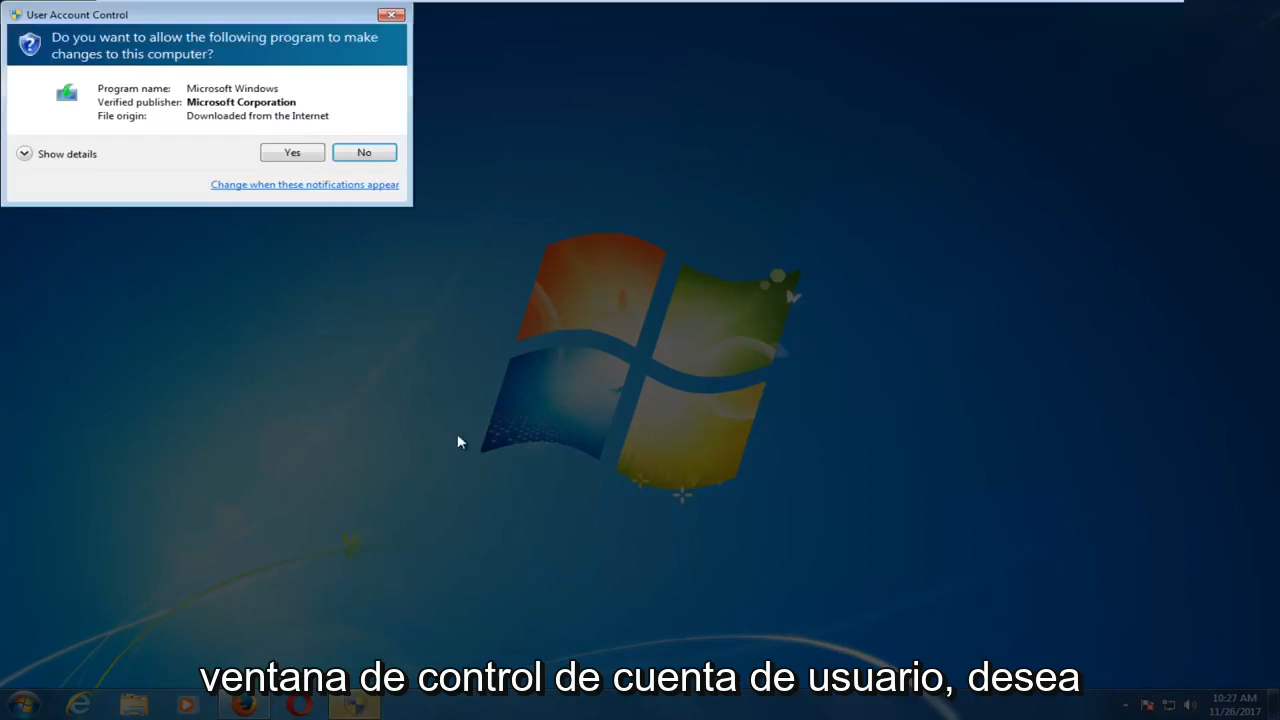 User Account Control
Do you want to allow the following program to make
changes to this computer?
Program name: Microsoft Windows
Verified publisher: Microsoft Corporation
File origin: Downloaded from the Internet
Show details
Yes
No
Change when these notifications appear
ventana de control de cuenta de usuario, desea
10:27 AM
11/26/2017